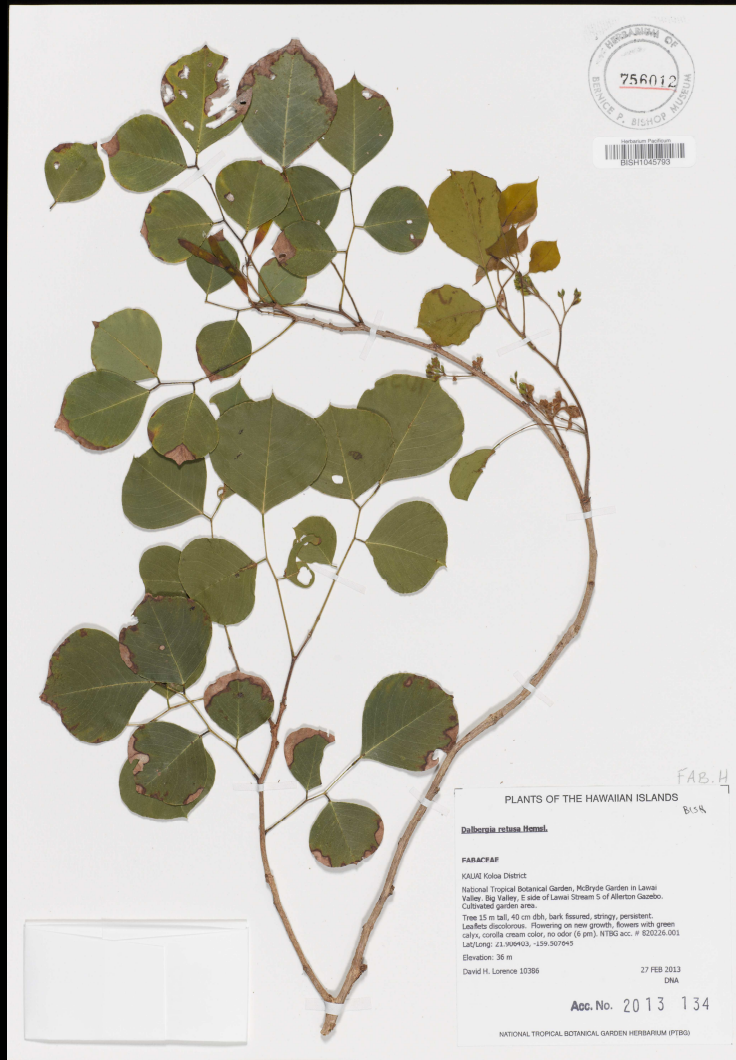 HERBARIUM OF
756012
BERNICE P. BISHOP MUSEUM
Herbarium Pacificum
BISH1045793
FAB. H
PLANTS OF THE HAWAIIAN ISLANDS
BISH
Dalbergia retusa Hemsl.
FABACEAE
KAUAI Koloa District
National Tropical Botanical Garden, McBryde Garden in Lawai
Valley. Big Valley, E side of Lawai Stream S of Allerton Gazebo.
Cultivated garden area.
Tree 15 m tall, 40 cm dbh, bark fissured, stringy, persistent.
Leaflets discolorous. Flowering on new growth, flowers with green
calyx, corolla cream color, no odor (6 pm). NTBG acc. # 820226.001
Lat/Long: 21.906403, -159.507645
Elevation: 36 m
David H. Lorence 10386 27 FEB 2013
DNA
Acc. No. 2013 134
NATIONAL TROPICAL BOTANICAL GARDEN HERBARIUM (PTBG)